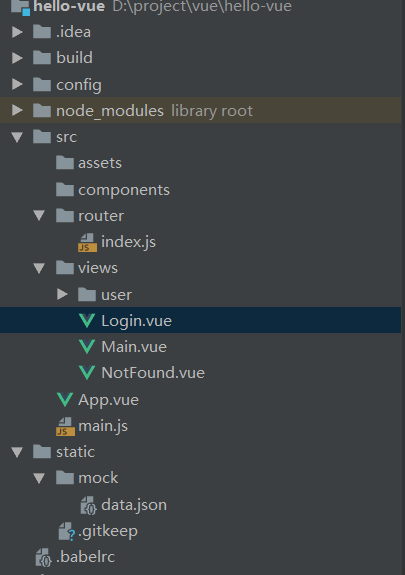 hello-vue D:\project\vue\hello-vue
.idea
build
config
node_modules library root
src
assets
components
router
index.js
views
user
Login.vue
Main.vue
NotFound.vue
App.vue
main.js
static
mock
data.json
.gitkeep
.babelrc